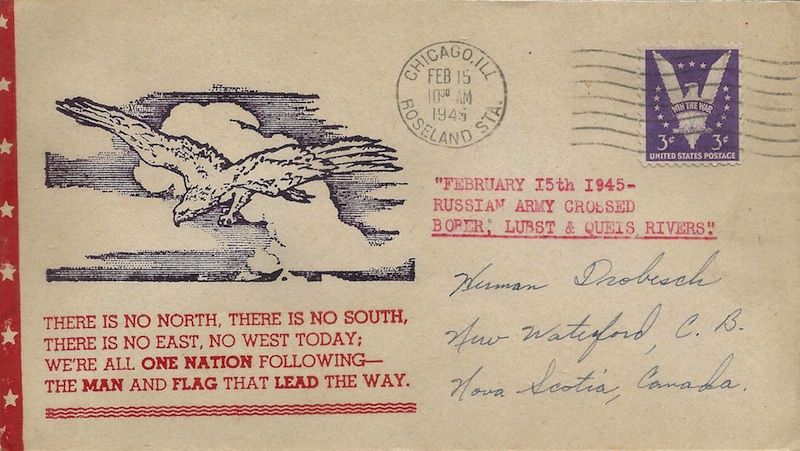 CHICAGO, ILL
FEB 15
10 30 AM
1945
ROSELAND STA.
WIN THE WAR
3¢ 3¢
UNITED STATES POSTAGE
"FEBRUARY 15th 1945-
RUSSIAN ARMY CROSSED
BOBER, LUBST & QUEIS RIVERS"
THERE IS NO NORTH, THERE IS NO SOUTH,
THERE IS NO EAST, NO WEST TODAY;
WE'RE ALL ONE NATION FOLLOWING—
THE MAN AND FLAG THAT LEAD THE WAY.
Herman Drobesch
New Waterford, C. B.
Nova Scotia, Canada.